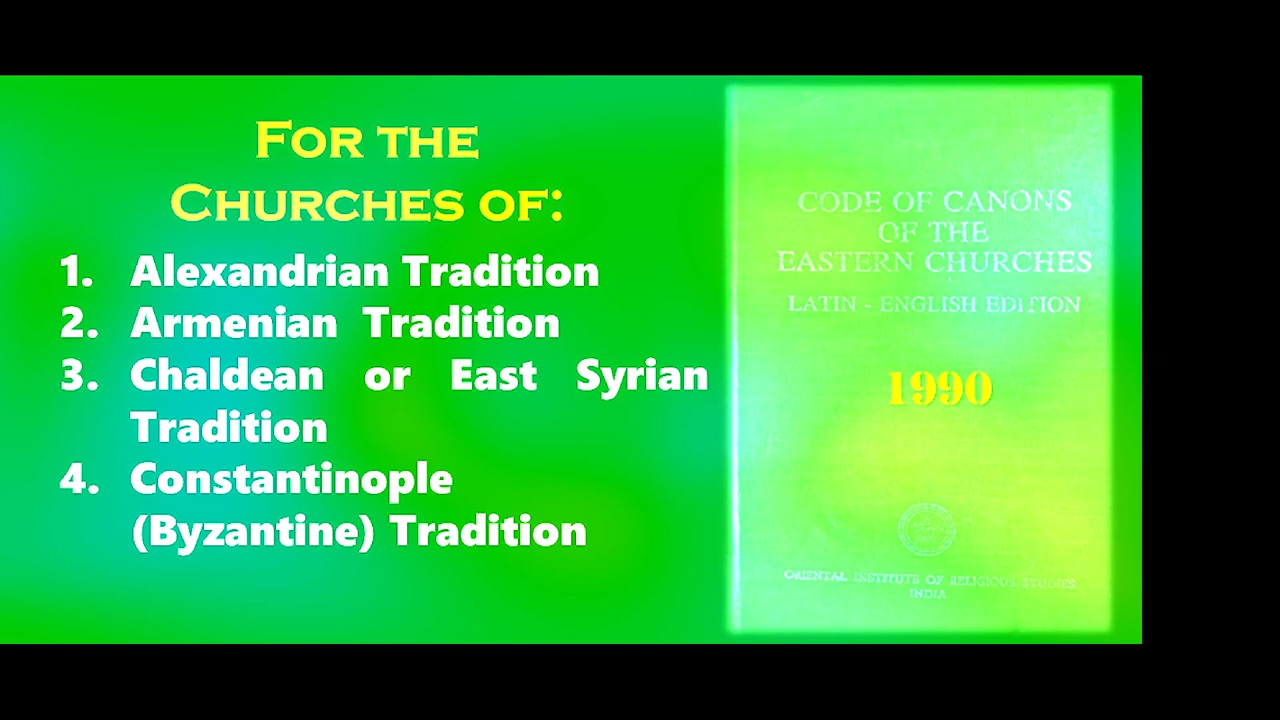 FOR THE
CHURCHES OF:
1. Alexandrian Tradition
2. Armenian Tradition
3. Chaldean or East Syrian
Tradition
4. Constantinople
(Byzantine) Tradition
CODE OF CANONS
OF THE
EASTERN CHURCHES
LATIN - ENGLISH EDITION
1990
ORIENTAL INSTITUTE OF RELIGIOUS STUDIES
INDIA